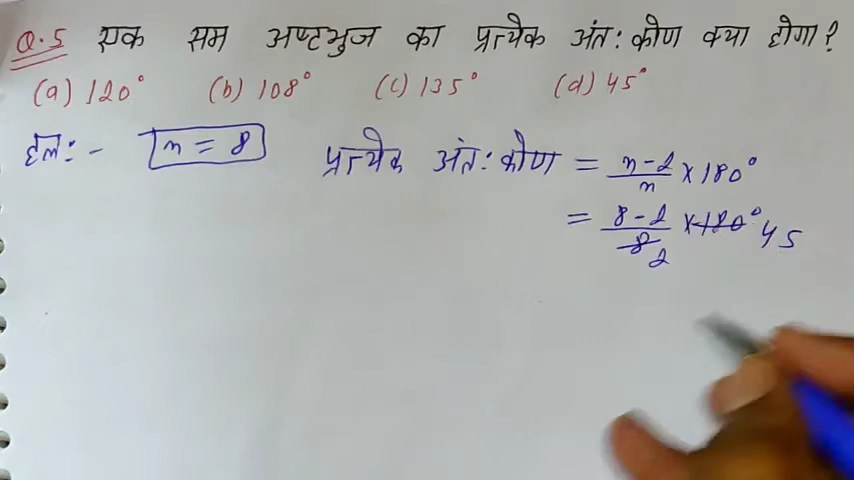 Q.5 एक सम अष्टभुज का प्रत्येक अंत: कोण क्या होगा?
(a) 120° (b) 108° (c) 135° (d) 45°
हल: - n = 8 प्रत्येक अंत: कोण = n-2/n × 180°
= 8-2/8 2 × 180° 45